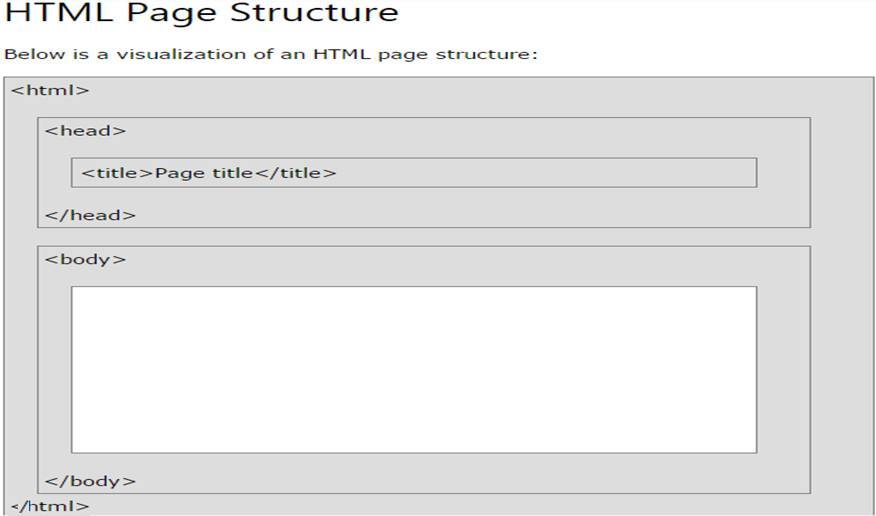 HTML Page Structure
Below is a visualization of an HTML page structure:
<html>
<head>
<title>Page title</title>
</head>
<body>
</body>
</html>